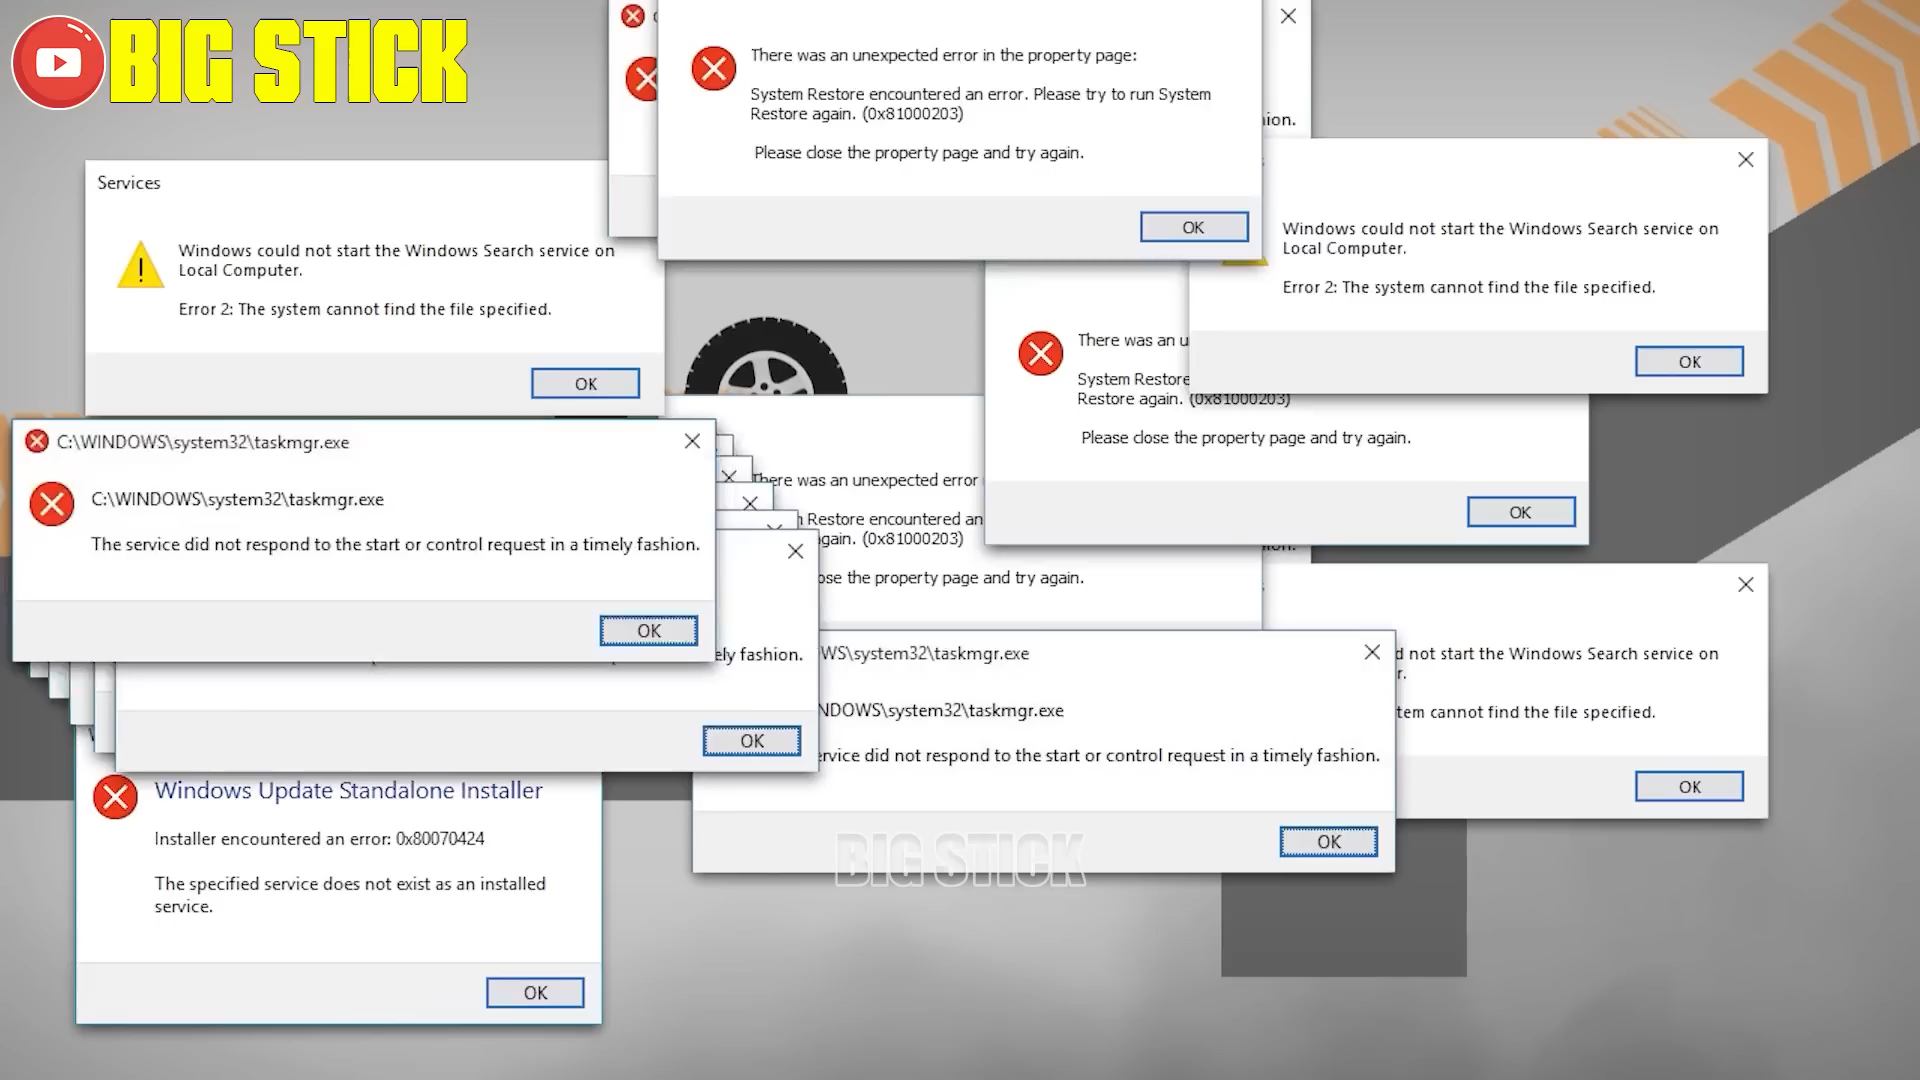 BIG STICK
There was an unexpected error in the property page:
System Restore encountered an error. Please try to run System
Restore again. (0x81000203)
Please close the property page and try again.
OK
Services
Windows could not start the Windows Search service on
Local Computer.
Error 2: The system cannot find the file specified.
OK
Windows could not start the Windows Search service on
Local Computer.
Error 2: The system cannot find the file specified.
OK
There was an
System Restore
Restore again. (0x81000203)
Please close the property page and try again.
OK
C:\WINDOWS\system32\taskmgr.exe
C:\WINDOWS\system32\taskmgr.exe
The service did not respond to the start or control request in a timely fashion.
OK
There was an unexpected error
Restore encountered an
again. (0x81000203)
the property page and try again.
fashion.
OK
\system32\taskmgr.exe
\system32\taskmgr.exe
service did not respond to the start or control request in a timely fashion.
OK
not start the Windows Search service on
cannot find the file specified.
OK
Windows Update Standalone Installer
Installer encountered an error: 0x80070424
The specified service does not exist as an installed
service.
OK
BIG STICK